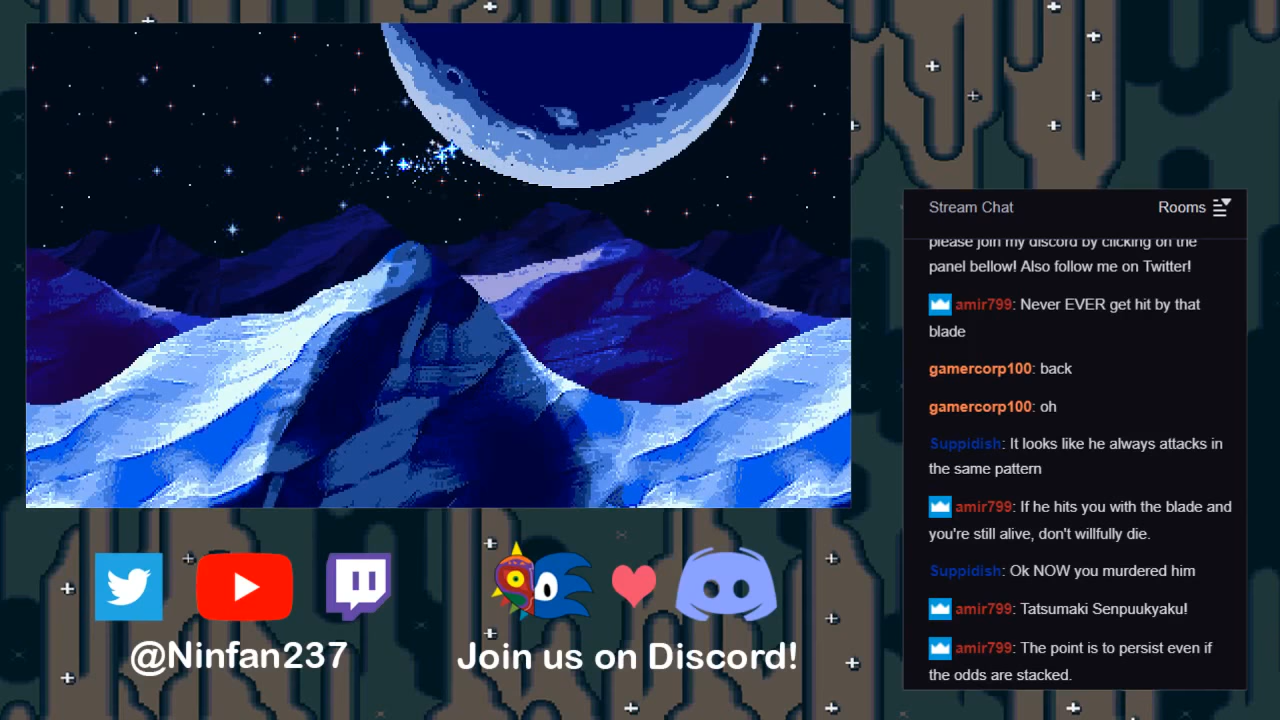 Stream Chat
Rooms
please join my discord by clicking on the
panel bellow! Also follow me on Twitter!
amir799: Never EVER get hit by that
blade
gamercorp100: back
gamercorp100: oh
Suppidish: It looks like he always attacks in
the same pattern
amir799: If he hits you with the blade and
you're still alive, don't willfully die.
Suppidish: Ok NOW you murdered him
amir799: Tatsumaki Senpuukyaku!
amir799: The point is to persist even if
the odds are stacked.
@Ninfan237
Join us on Discord!